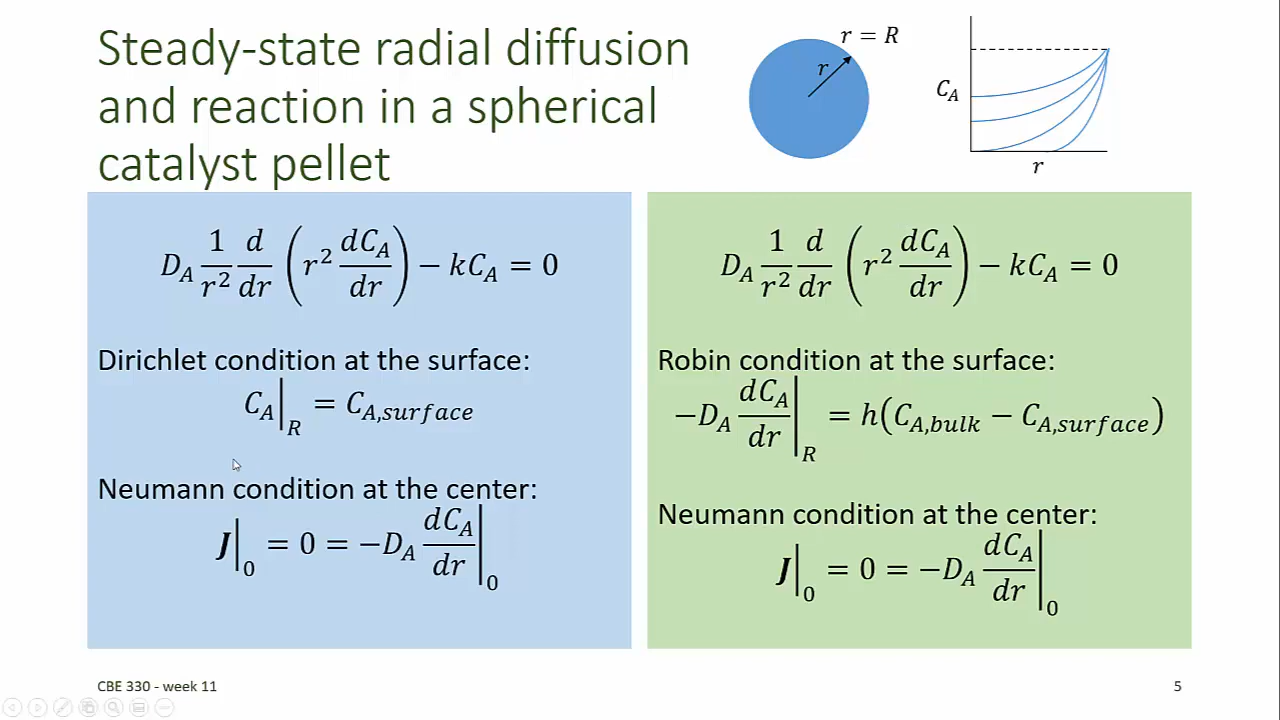 Steady-state radial diffusion
and reaction in a spherical
catalyst pellet
r = R
r
C_A
r
D_A 1/r² d/dr (r² dC_A/dr) − kC_A = 0
Dirichlet condition at the surface:
C_A|_R = C_{A,surface}
Neumann condition at the center:
J|_0 = 0 = −D_A dC_A/dr|_0
D_A 1/r² d/dr (r² dC_A/dr) − kC_A = 0
Robin condition at the surface:
−D_A dC_A/dr|_R = h(C_{A,bulk} − C_{A,surface})
Neumann condition at the center:
J|_0 = 0 = −D_A dC_A/dr|_0
CBE 330 - week 11
5